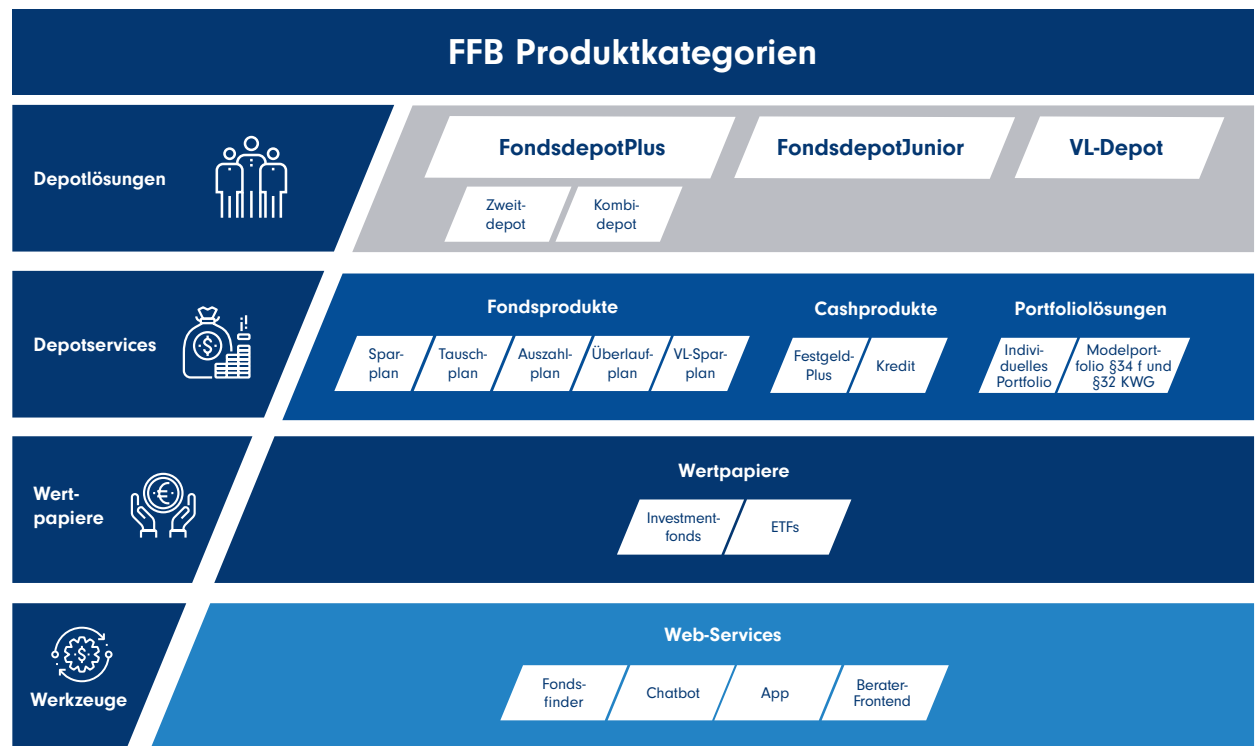 FFB Produktkategorien
Depotlösungen
FondsdepotPlus
FondsdepotJunior
VL-Depot
Zweit-
depot
Kombi-
depot
Depotservices
Fondsprodukte
Spar-
plan
Tausch-
plan
Auszahl-
plan
Überlauf-
plan
VL-Spar-
plan
Cashprodukte
Festgeld-
Plus
Kredit
Portfoliolösungen
Indivi-
duelles
Portfolio
Modelport-
folio §34 f und
§32 KWG
Wert-
papiere
Wertpapiere
Investment-
fonds
ETFs
Werkzeuge
Web-Services
Fonds-
finder
Chatbot
App
Berater-
Frontend